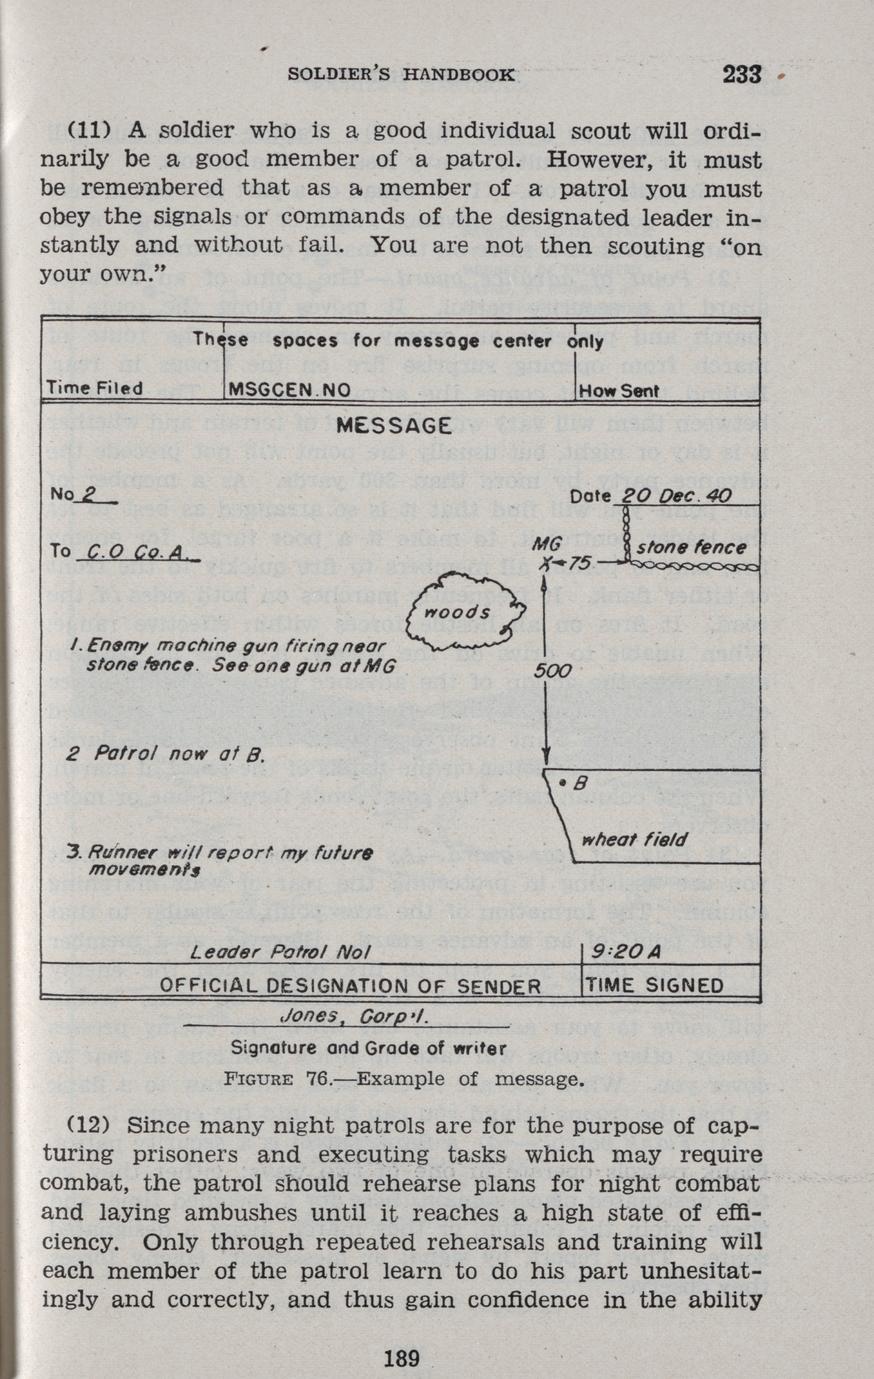 SOLDIER'S HANDBOOK 233
(11) A soldier who is a good individual scout will ordi-
narily be a good member of a patrol. However, it must
be remembered that as a member of a patrol you must
obey the signals or commands of the designated leader in-
stantly and without fail. You are not then scouting “on
your own.”
These spaces for message center only
Time Filed MSGCEN. NO How Sent
MESSAGE
No 2 Date 20 Dec. 40
To C.O Co. A. MG stone fence
X 75
woods
1. Enemy machine gun firing near
stone fence. See one gun at MG
500
2 Patrol now at B.
B
wheat field
3. Runner will report my future
movements
Leader Patrol No1 9:20 A
OFFICIAL DESIGNATION OF SENDER TIME SIGNED
Jones, Corp'l.
Signature and Grade of writer
FIGURE 76.—Example of message.
(12) Since many night patrols are for the purpose of cap-
turing prisoners and executing tasks which may require
combat, the patrol should rehearse plans for night combat
and laying ambushes until it reaches a high state of effi-
ciency. Only through repeated rehearsals and training will
each member of the patrol learn to do his part unhesitat-
ingly and correctly, and thus gain confidence in the ability
189